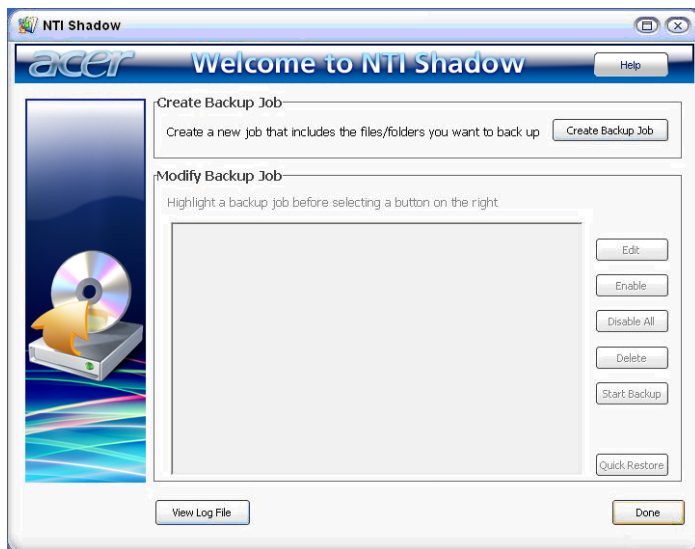 NTI Shadow
acer
Welcome to NTI Shadow
Help
Create Backup Job
Create a new job that includes the files/folders you want to back up
Create Backup Job
Modify Backup Job
Highlight a backup job before selecting a button on the right
Edit
Enable
Disable All
Delete
Start Backup
Quick Restore
View Log File
Done